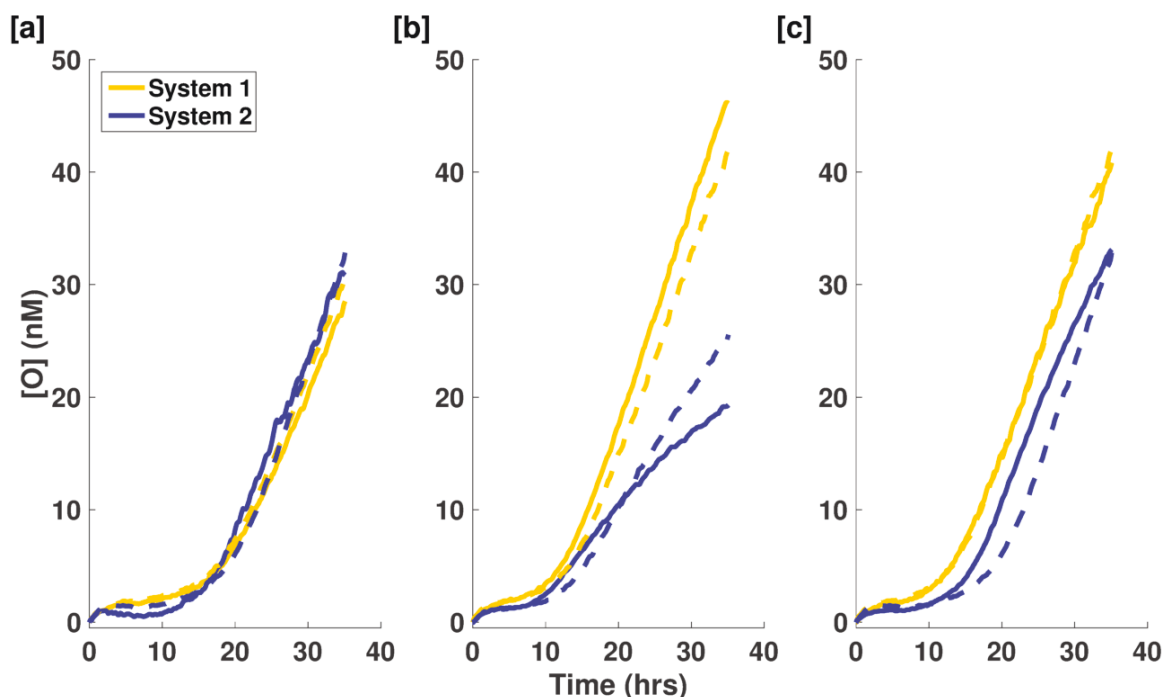 [a] [b] [c]
50 50 50
System 1
System 2
40 40 40
30 30 30
[O] (nM)
20 20 20
10 10 10
0 0 0
0 10 20 30 40 0 10 20 30 40 0 10 20 30 40
Time (hrs)